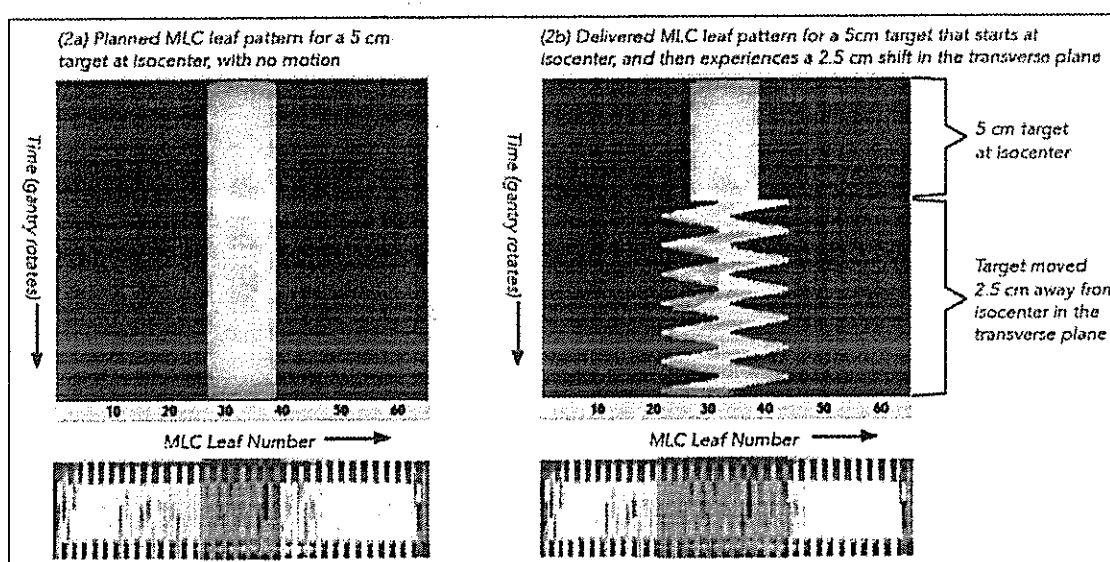 (2a) Planned MLC leaf pattern for a 5 cm
target at isocenter, with no motion
Time (gantry rotates)
10 20 30 40 50 60
MLC Leaf Number
(2b) Delivered MLC leaf pattern for a 5cm target that starts at
isocenter, and then experiences a 2.5 cm shift in the transverse plane
Time (gantry rotates)
10 20 30 40 50 60
MLC Leaf Number
5 cm target
at isocenter
Target moved
2.5 cm away from
isocenter in the
transverse plane